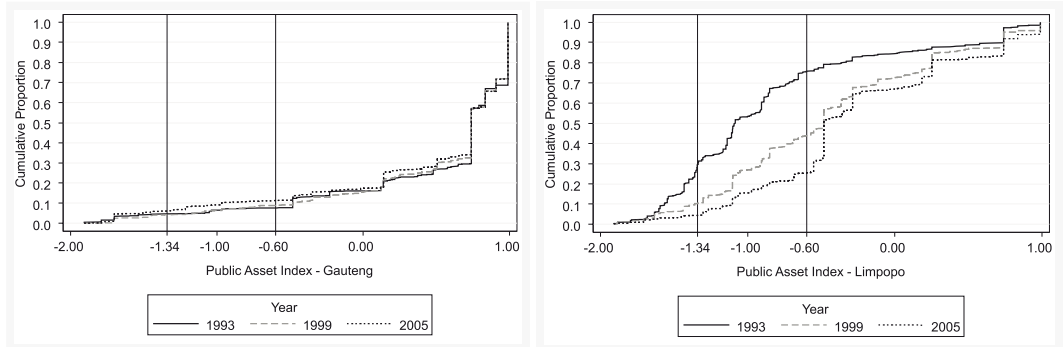 Cumulative Proportion
1.0
0.9
0.8
0.7
0.6
0.5
0.4
0.3
0.2
0.1
0.0
-2.00 -1.34 -1.00 -0.60 0.00 1.00
Public Asset Index - Gauteng
Year
1993 1999 2005
Cumulative Proportion
1.0
0.9
0.8
0.7
0.6
0.5
0.4
0.3
0.2
0.1
0.0
-2.00 -1.34 -1.00 -0.60 0.00 1.00
Public Asset Index - Limpopo
Year
1993 1999 2005